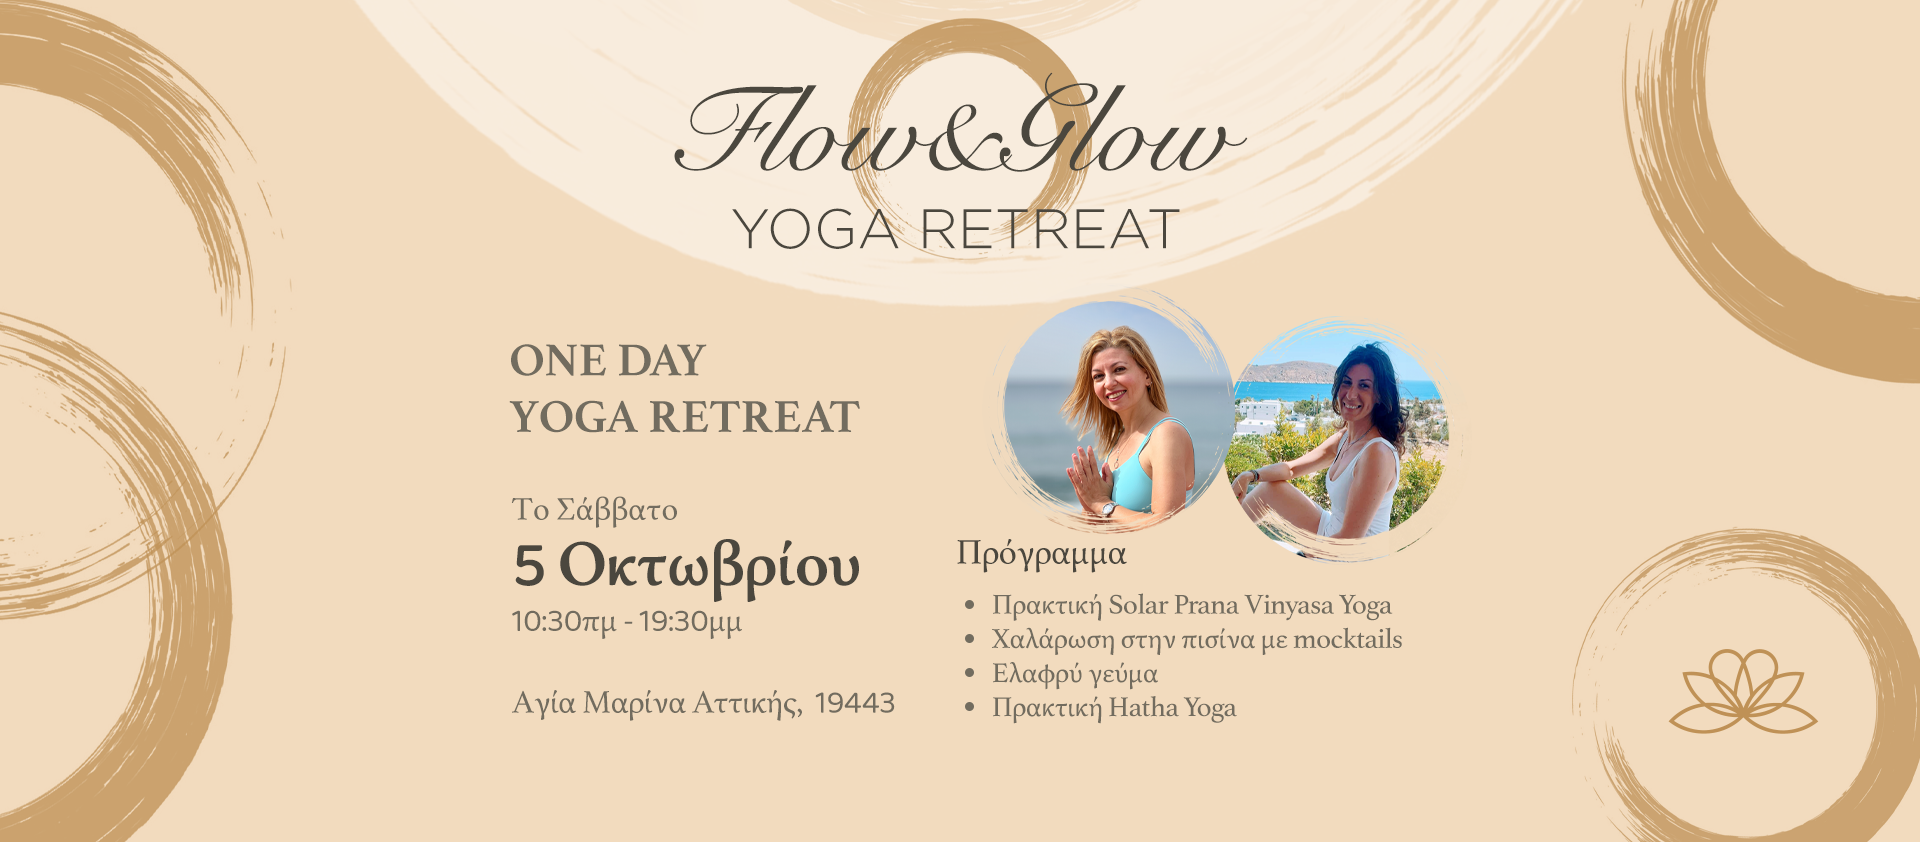 Flow&Glow
YOGA RETREAT
ONE DAY
YOGA RETREAT
Το Σάββατο
5 Οκτωβρίου
10:30πμ - 19:30μμ
Αγία Μαρίνα Αττικής, 19443
Πρόγραμμα
• Πρακτική Solar Prana Vinyasa Yoga
• Χαλάρωση στην πισίνα με mocktails
• Ελαφρύ γεύμα
• Πρακτική Hatha Yoga